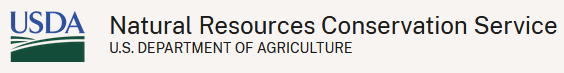 USDA
Natural Resources Conservation Service
U.S. DEPARTMENT OF AGRICULTURE